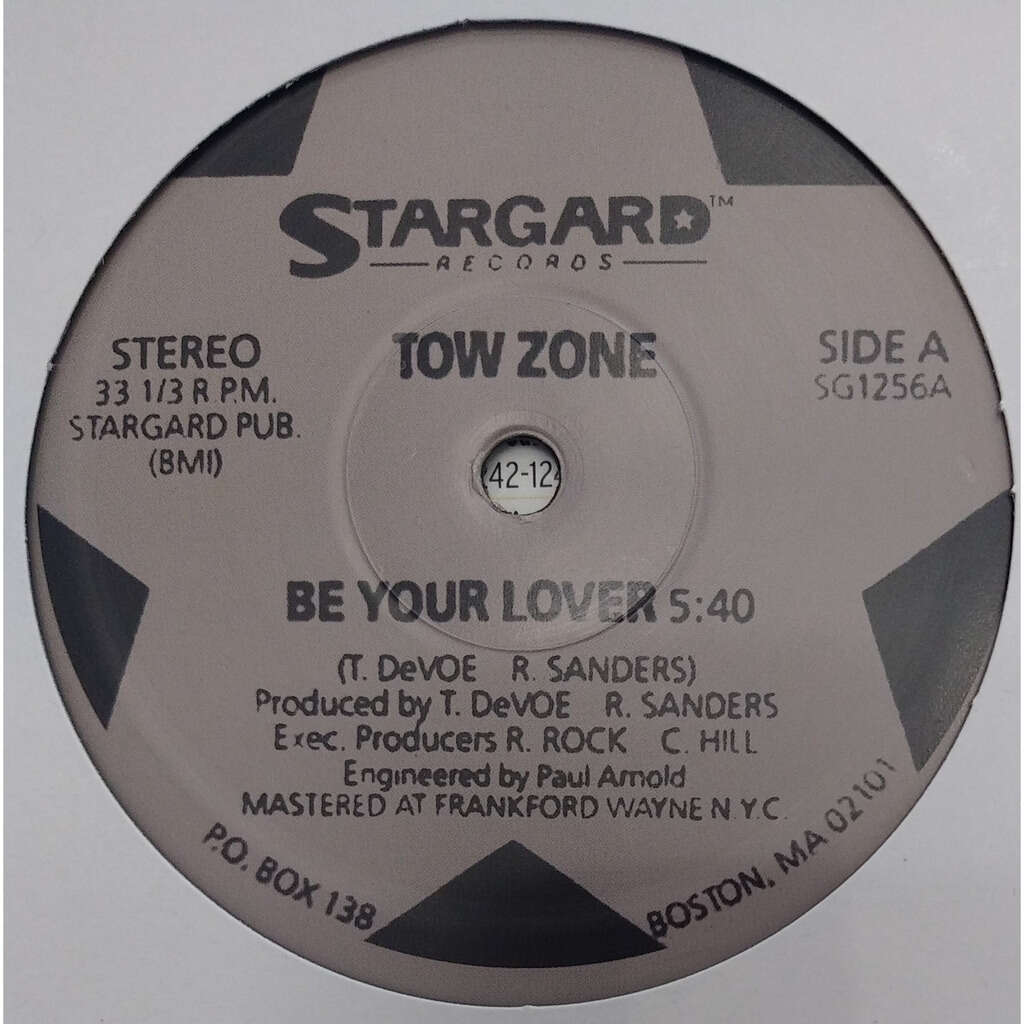 STARGARD™
RECORDS
TOW ZONE
STEREO
33 1/3 R.P.M.
STARGARD PUB.
(BMI)
SIDE A
SG1256A
42-12
BE YOUR LOVER 5:40
(T. DeVOE R. SANDERS)
Produced by T. DeVOE R. SANDERS
Exec. Producers R. ROCK C. HILL
Engineered by Paul Arnold
MASTERED AT FRANKFORD WAYNE N.Y.C.
P.O. BOX 138
BOSTON, MA 02101